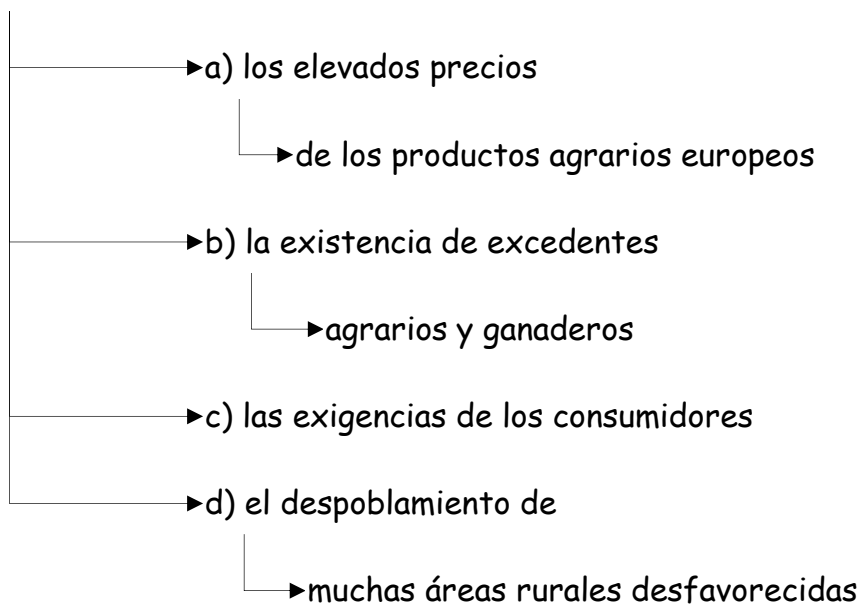 a) los elevados precios
de los productos agrarios europeos
b) la existencia de excedentes
agrarios y ganaderos
c) las exigencias de los consumidores
d) el despoblamiento de
muchas áreas rurales desfavorecidas